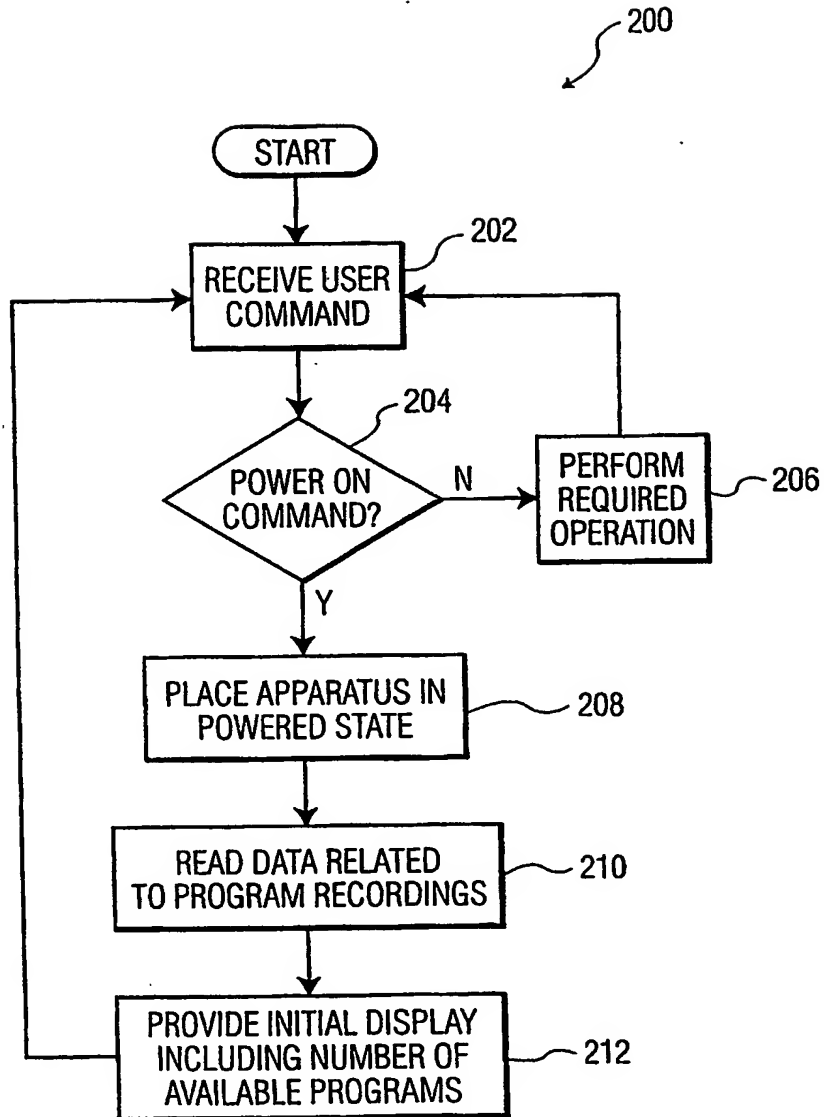 200
START
202
RECEIVE USER
COMMAND
204
POWER ON
COMMAND?
N
PERFORM
REQUIRED
OPERATION
206
Y
PLACE APPARATUS IN
POWERED STATE
208
READ DATA RELATED
TO PROGRAM RECORDINGS
210
PROVIDE INITIAL DISPLAY
INCLUDING NUMBER OF
AVAILABLE PROGRAMS
212